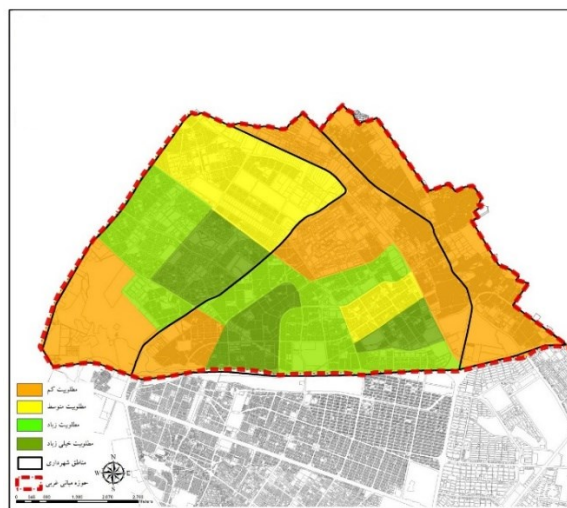 مطلوبیت کم
مطلوبیت متوسط
مطلوبیت زیاد
مطلوبیت خیلی زیاد
مناطق شهرداری
حوزه میانی غربی
N
W
E
S